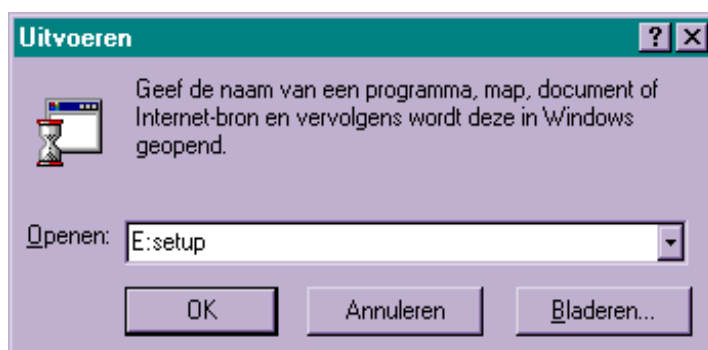 Uitvoeren
Geef de naam van een programma, map, document of
Internet-bron en vervolgens wordt deze in Windows
geopend.
Openen: E:setup
OK Annuleren Bladeren...